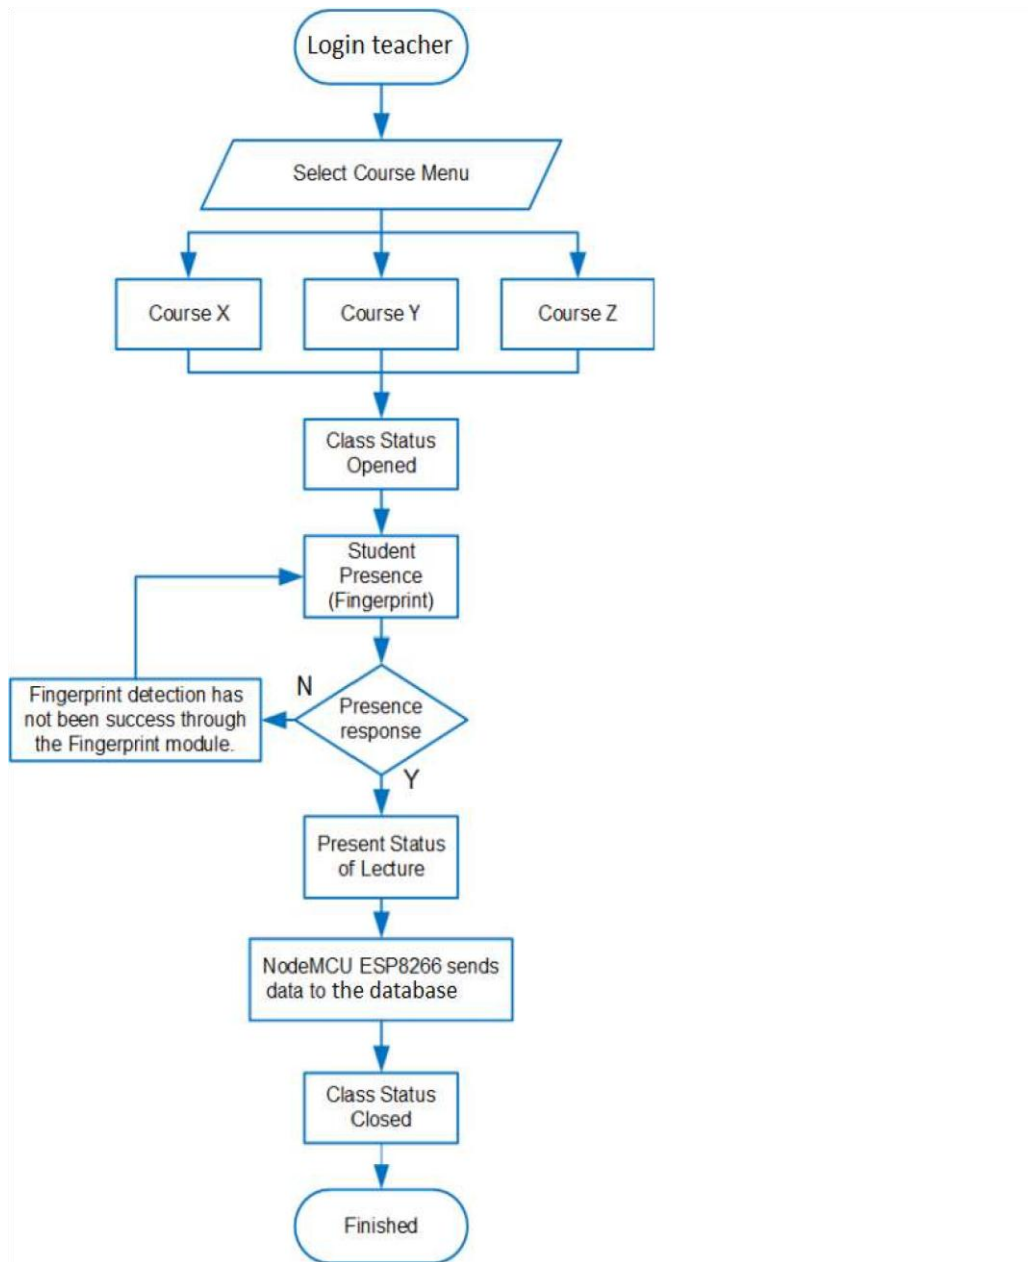 Login teacher
Select Course Menu
Course X
Course Y
Course Z
Class Status
Opened
Student
Presence
(Fingerprint)
Presence
response
N
Fingerprint detection has
not been success through
the Fingerprint module.
Y
Present Status
of Lecture
NodeMCU ESP8266 sends
data to the database
Class Status
Closed
Finished